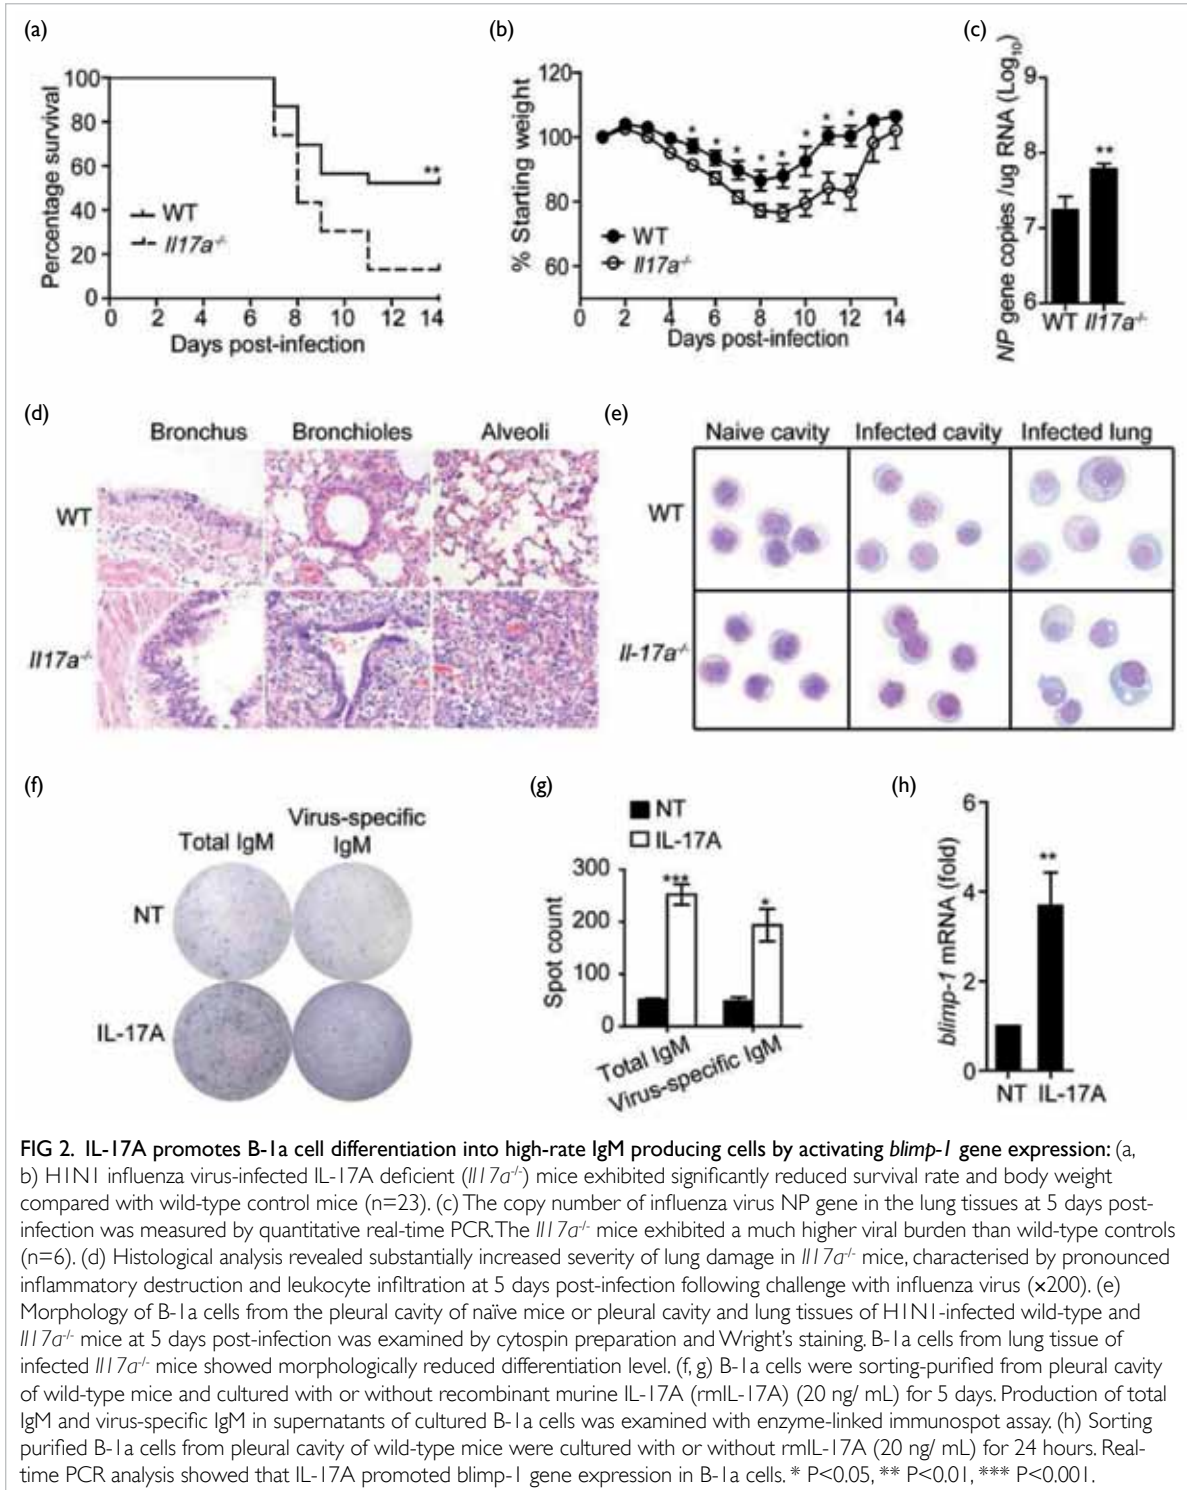 (a)
Percentage survival
100
80
60
40
20
0
**
WT
Il17a-/-
0 2 4 6 8 10 12 14
Days post-infection
(b)
% Starting weight
120
100
80
60
* * * * * * * *
WT
Il17a-/-
2 4 6 8 10 12 14
Days post-infection
(c)
NP gene copies /ug RNA (Log10)
9
8
7
6
**
WT Il17a-/-
(d)
Bronchus Bronchioles Alveoli
WT
Il17a-/-
(e)
Naive cavity Infected cavity Infected lung
WT
Il-17a-/-
(f)
Total IgM
Virus-specific
IgM
NT
IL-17A
(g)
NT
IL-17A
Spot count
300
200
100
0
***
*
Total IgM
Virus-specific IgM
(h)
blimp-1 mRNA (fold)
6
4
2
0
**
NT IL-17A
FIG 2. IL-17A promotes B-1a cell differentiation into high-rate IgM producing cells by activating blimp-1 gene expression: (a,
b) H1N1 influenza virus-infected IL-17A deficient (Il17a-/-) mice exhibited significantly reduced survival rate and body weight
compared with wild-type control mice (n=23). (c) The copy number of influenza virus NP gene in the lung tissues at 5 days post-
infection was measured by quantitative real-time PCR. The Il17a-/- mice exhibited a much higher viral burden than wild-type controls
(n=6). (d) Histological analysis revealed substantially increased severity of lung damage in Il17a-/- mice, characterised by pronounced
inflammatory destruction and leukocyte infiltration at 5 days post-infection following challenge with influenza virus (×200). (e)
Morphology of B-1a cells from the pleural cavity of naïve mice or pleural cavity and lung tissues of H1N1-infected wild-type and
Il17a-/- mice at 5 days post-infection was examined by cytospin preparation and Wright's staining. B-1a cells from lung tissue of
infected Il17a-/- mice showed morphologically reduced differentiation level. (f, g) B-1a cells were sorting-purified from pleural cavity
of wild-type mice and cultured with or without recombinant murine IL-17A (rmIL-17A) (20 ng/ mL) for 5 days. Production of total
IgM and virus-specific IgM in supernatants of cultured B-1a cells was examined with enzyme-linked immunospot assay. (h) Sorting
purified B-1a cells from pleural cavity of wild-type mice were cultured with or without rmIL-17A (20 ng/ mL) for 24 hours. Real-
time PCR analysis showed that IL-17A promoted blimp-1 gene expression in B-1a cells. * P<0.05, ** P<0.01, *** P<0.001.